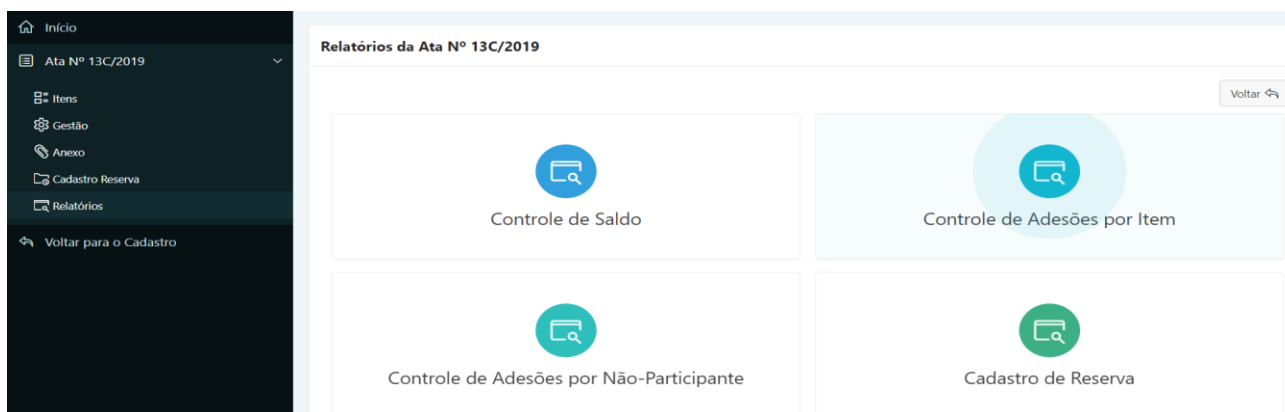 Início
Ata Nº 13C/2019
Itens
Gestão
Anexo
Cadastro Reserva
Relatórios
Voltar para o Cadastro
Relatórios da Ata Nº 13C/2019
Voltar
Controle de Saldo
Controle de Adesões por Item
Controle de Adesões por Não-Participante
Cadastro de Reserva